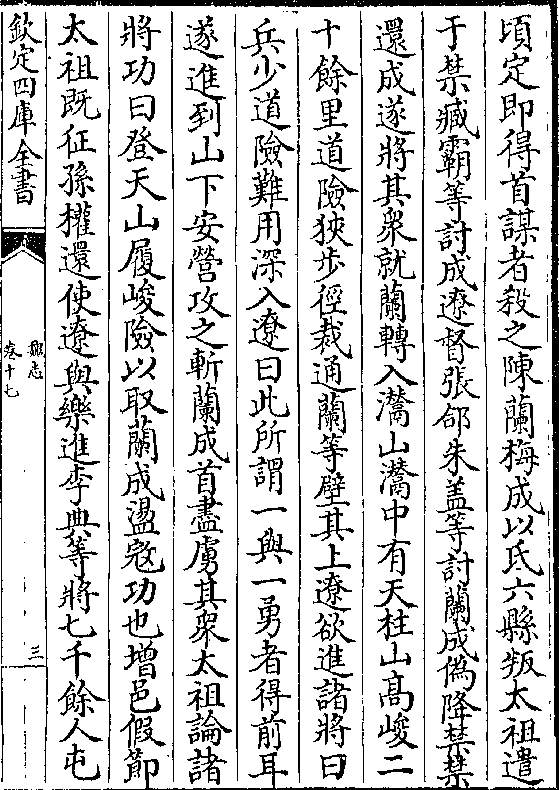 頃定即得首謀者殺之陳蘭梅成以氐六縣叛太祖遣
于禁臧霸等討成遼督張郃朱盖等討蘭成偽降禁禁
還成遂將其衆就蘭轉入灊山灊中有天柱山髙峻二
十餘里道險狹步徑裁通蘭等壁其上遼欲進諸將曰
兵少道險難用深入遼曰此所謂一與一勇者得前耳
遂進到山下安營攻之斬蘭成首盡虜其衆太祖論諸
將功曰登天山履峻險以取蘭成盪宼功也增邑假節
太祖既征孫權還使遼與樂進李典等將七千餘人屯
欽定四庫全書
魏志
卷十七
三